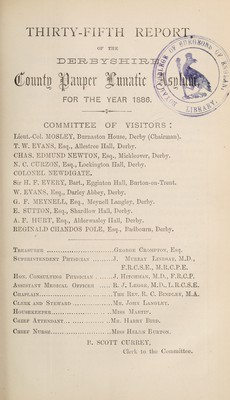 THIRTY-FIFTH REPORT,
OF THE
DERBYSHIRE
County Pauper Lunatic Asylum,
FOR THE YEAR 1886.
COMMITTEE OF VISITORS:
Lieut.-Col. MOSLEY, Burnaston House, Derby (Chairman).
T. W. EVANS, Esq., Allestree Hall, Derby.
CHAS. EDMUND NEWTON, Esq., Mickleover, Derby.
N. C. CURZON, Esq., Lockington Hall, Derby.
COLONEL NEWDIGATE,
Sir H. F. EVERY, Bart., Egginton Hall, Burton-on-Trent.
W. EVANS, Esq., Darley Abbey, Derby.
G. F. MEYNELL, Esq., Meynell Langley, Derby.
E. SUTTON, Esq., Shardlow Hall, Derby.
A. F. HURT, Esq., Alderwasley Hall, Derby.
REGINALD CHANDOS POLE, Esq., Radbourn, Derby.
TREASURER GEORGE CROMPTON, ESQ.
SUPERINTENDENT PHYSICIAN J. MURRAY LINDSAY, M.D.,
F.R.C.S.E., M.R.C.P.E.
HON. CONSULTING PHYSICIAN J. HITCHMAN, M.D., F.R.C.P.
ASSISTANT MEDICAL OFFICER R. J. LEGGE, M.D., L.R.C.S.E.
CHAPLAIN THE REV. R. C. ROSEERY, M.A.
CLERK AND STEWARD MR. JOHN LANGLEY.
HOUSEKEEPER MISS MARTIN.
CHIEF ATTENDANT MR. HARRY REID.
CHIEF NURSE MISS HELEN BURDON.
B. SCOTT CURREY,
Clerk to the Committee.
LIBRARY